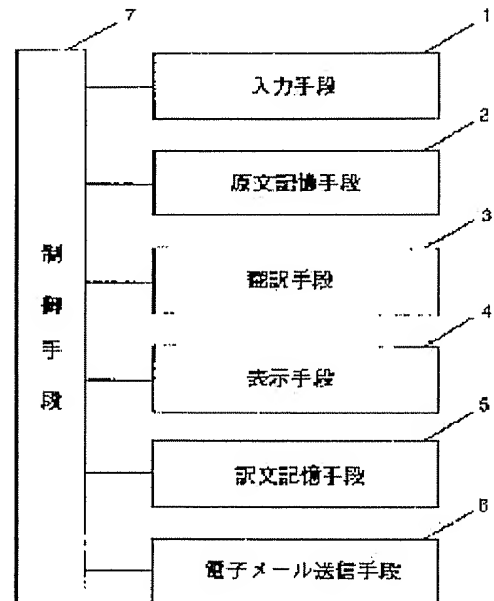 7
1
入力手段
2
原文記憶手段
3
翻訳手段
4
表示手段
5
訳文記憶手段
6
電子メール送信手段
制御手段